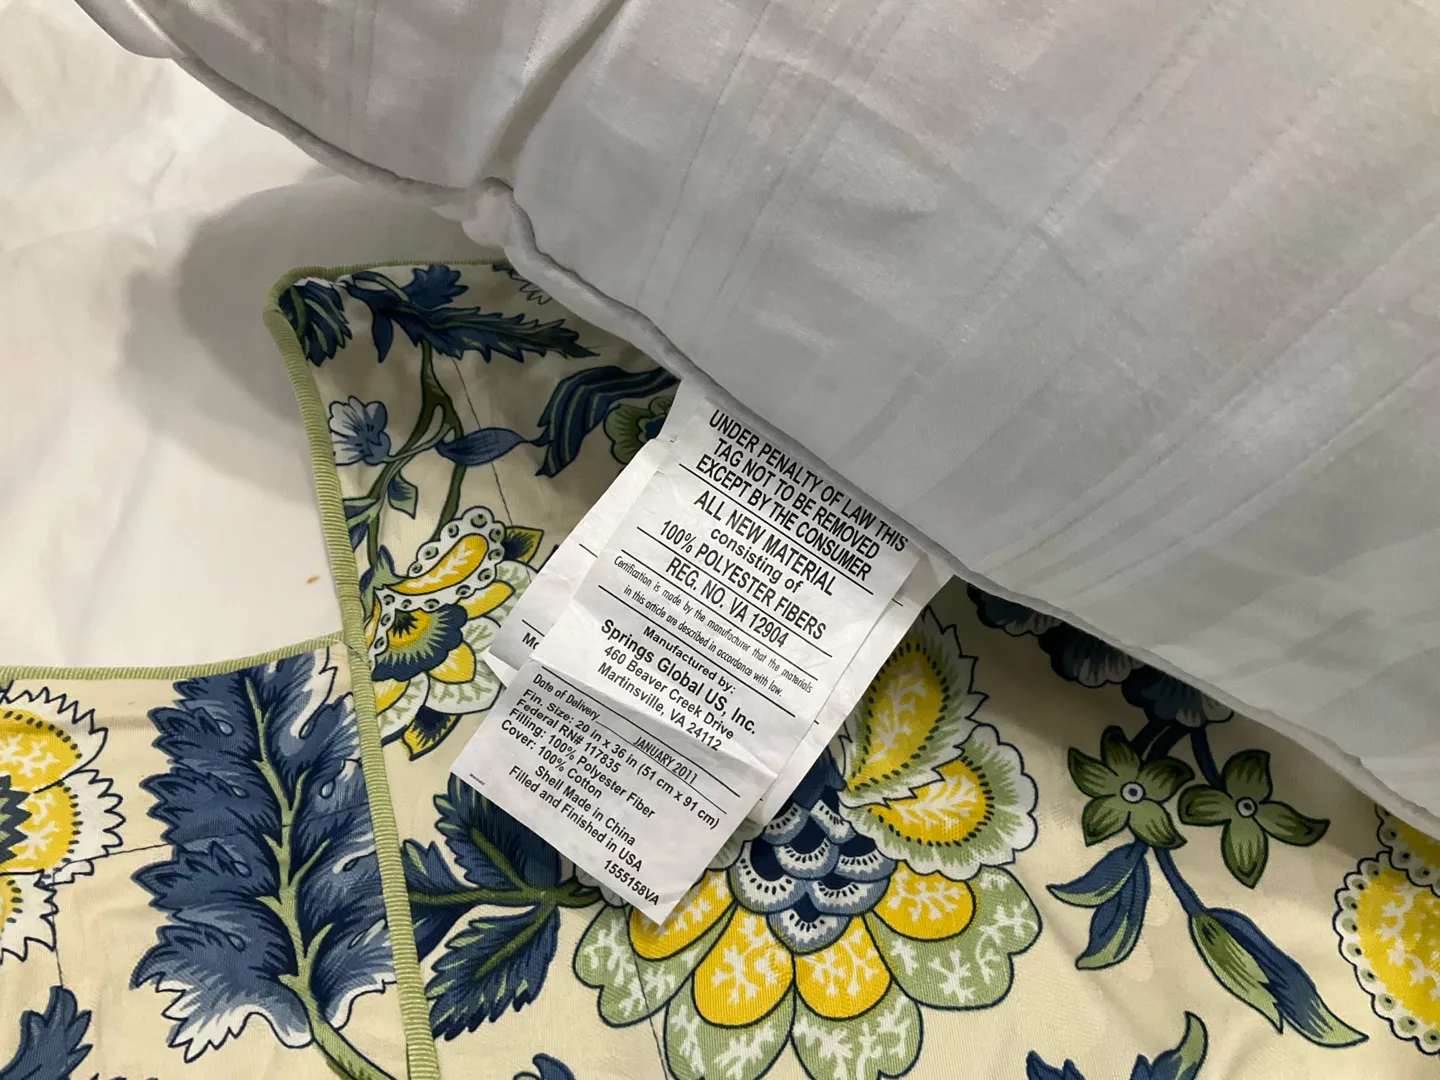 UNDER PENALTY OF LAW THIS
TAG NOT TO BE REMOVED
EXCEPT BY THE CONSUMER
ALL NEW MATERIAL
consisting of
100% POLYESTER FIBERS
REG. NO. VA 12904
Certification is made by the manufacturer that the materials
in this article are described in accordance with law.
Manufactured by:
Springs Global US, Inc.
460 Beaver Creek Drive
Martinsville, VA 24112
Date of Delivery JANUARY 2011
Fin. Size: 20 in x 36 in (51 cm x 91 cm)
Federal RN# 117835
Filling: 100% Polyester Fiber
Cover: 100% Cotton
Shell Made in China
Filled and Finished in USA
1555158VA